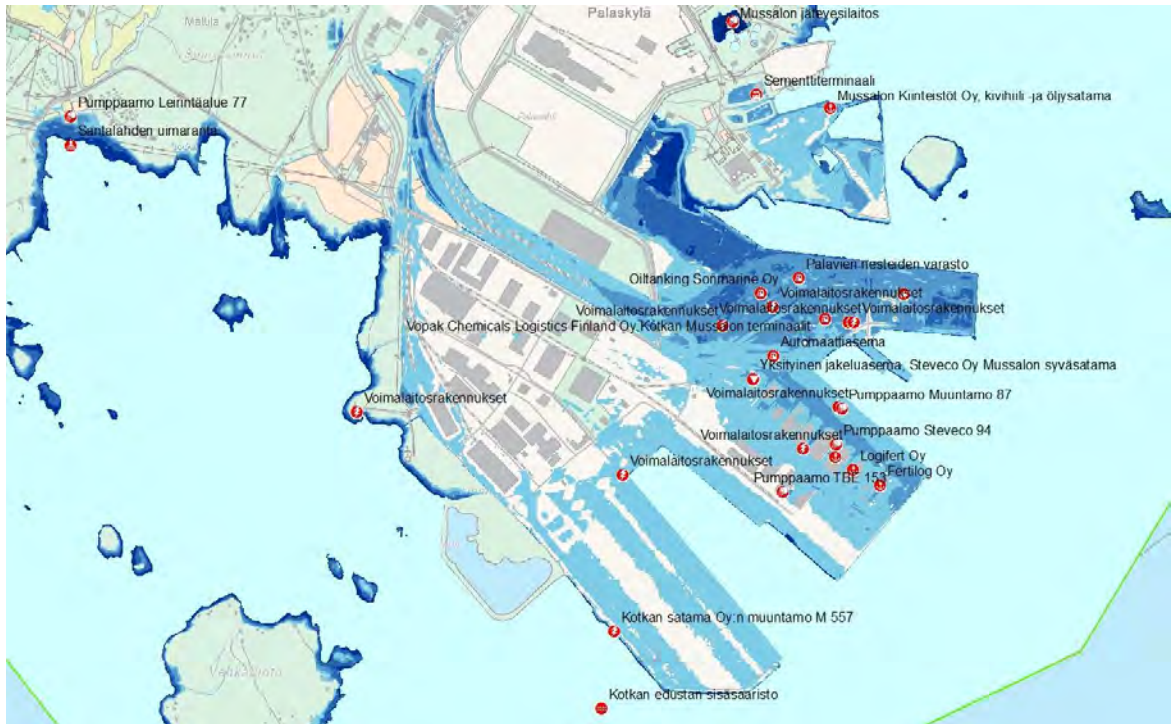 Palaskylä
Mussalon jätevesilaitos
Sementtiterminaali
Mussalon Kiinteistöt Oy, kivihiili -ja öljysatama
Pumppaamo Leirintäalue 77
Santalahden uimaranta
Palavien nesteiden varasto
Oiltanking Sonmarine Oy
Voimalaitosrakennukset
Voimalaitosrakennukset
Voimalaitosrakennukset
Voimalaitosrakennukset
Vopak Chemicals Logistics Finland Oy.Kotkan Mussalon terminaalit
Automaattiasema
Yksityinen jakeluasema, Steveco Oy Mussalon syväsatama
Voimalaitosrakennukset
Pumppaamo Muuntamo 87
Voimalaitosrakennukset
Voimalaitosrakennukset
Pumppaamo Steveco 94
Logifert Oy
Voimalaitosrakennukset
Fertilog Oy
Pumppaamo TBE 153
Kotkan satama Oy:n muuntamo M 557
Kotkan edustan sisäsaaristo